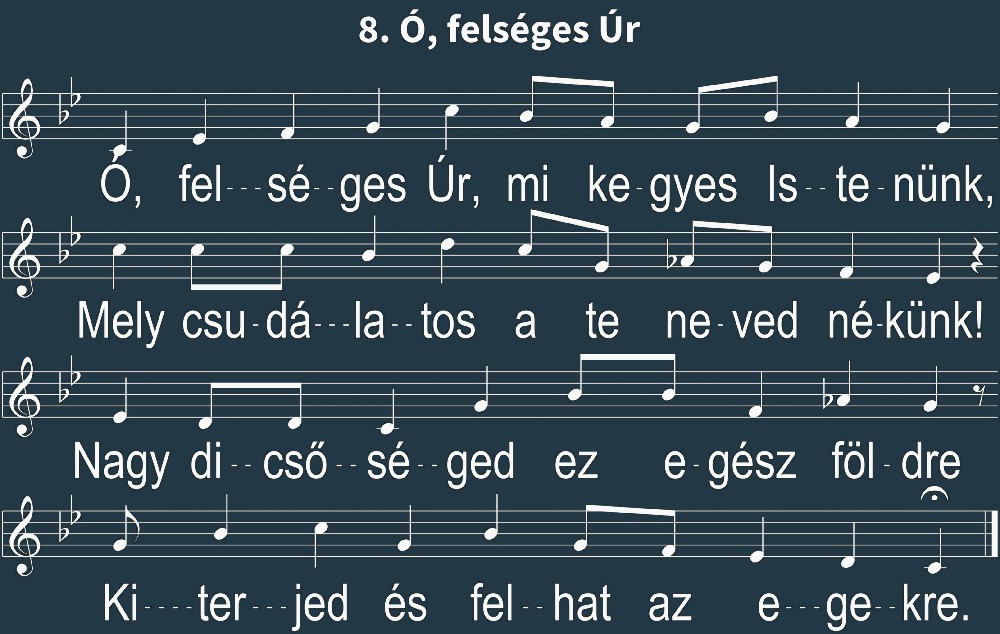 8. Ó, felséges Úr
Ó, fel---sé--ges Úr, mi ke-gyes Is--te-nünk,
Mely csu-dá---la--tos a te ne-ved né-künk!
Nagy di--cső--sé--ged ez e-gész föl-dre
Ki----ter---jed és fel--hat az e---ge--kre.